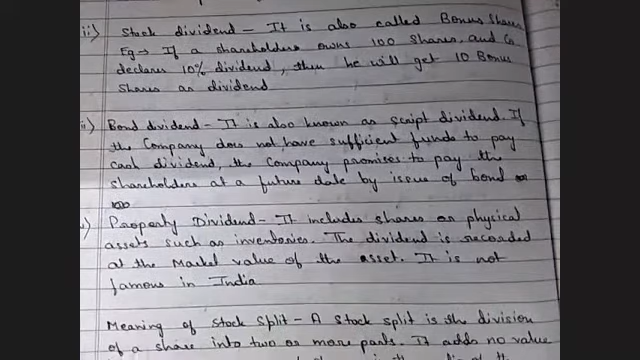 ii) Stock dividend - It is also called Bonus Shares
Eg → If a shareholders owns 100 shares, and Co.
declares 10% dividend, then he will get 10 Bonus
shares as dividend
ii) Bond dividend - It is also known as script dividend. If
the Company does not have sufficient funds to pay
cash dividend, the Company promises to pay the
shareholders at a future date by issue of bond
Property Dividend - It includes shares or physical
assets such as inventories. The dividend is recorded
at the market value of the asset. It is not
famous in India
Meaning of Stock Split - A stock split is the division
of a share into two or more parts. It adds no value